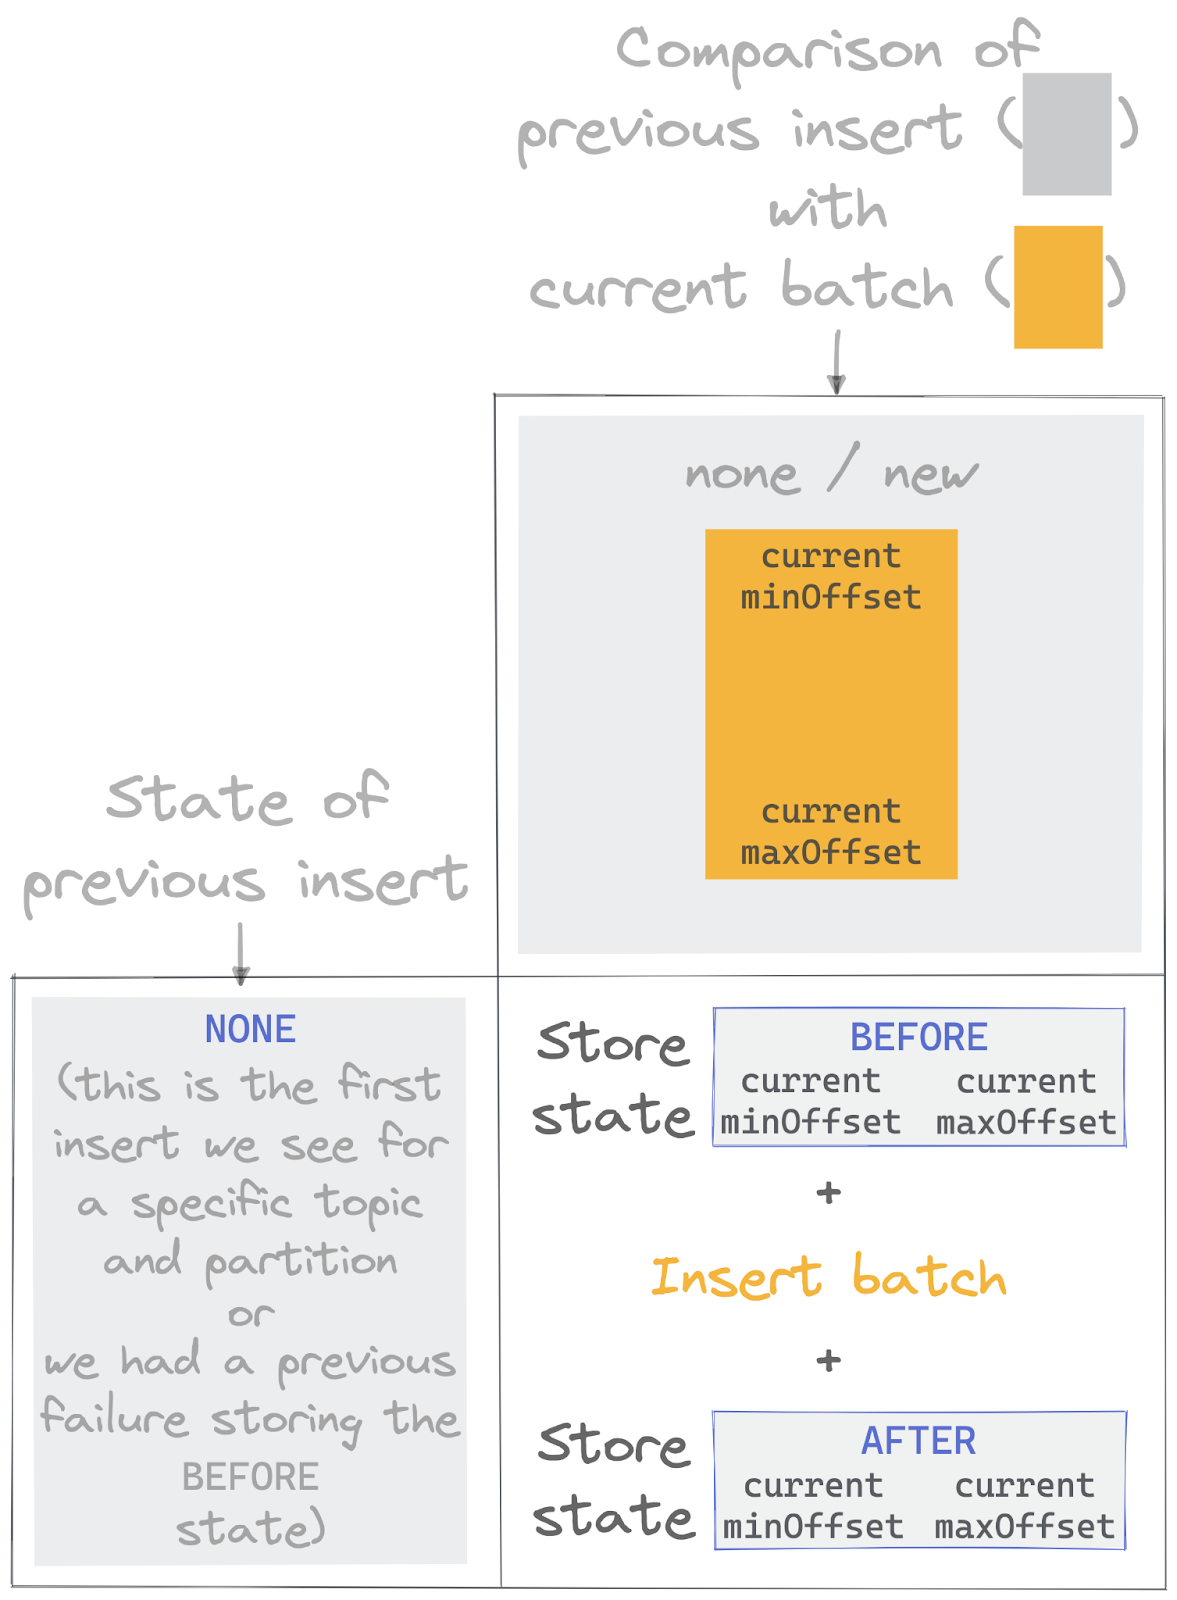 Comparison of
previous insert ( )
with
current batch ( )
none / new
current
minOffset
current
maxOffset
State of
previous insert
NONE
(this is the first
insert we see for
a specific topic
and partition
or
we had a previous
failure storing the
BEFORE
state)
Store
state
BEFORE
current current
minOffset maxOffset
+
Insert batch
+
Store
state
AFTER
current current
minOffset maxOffset